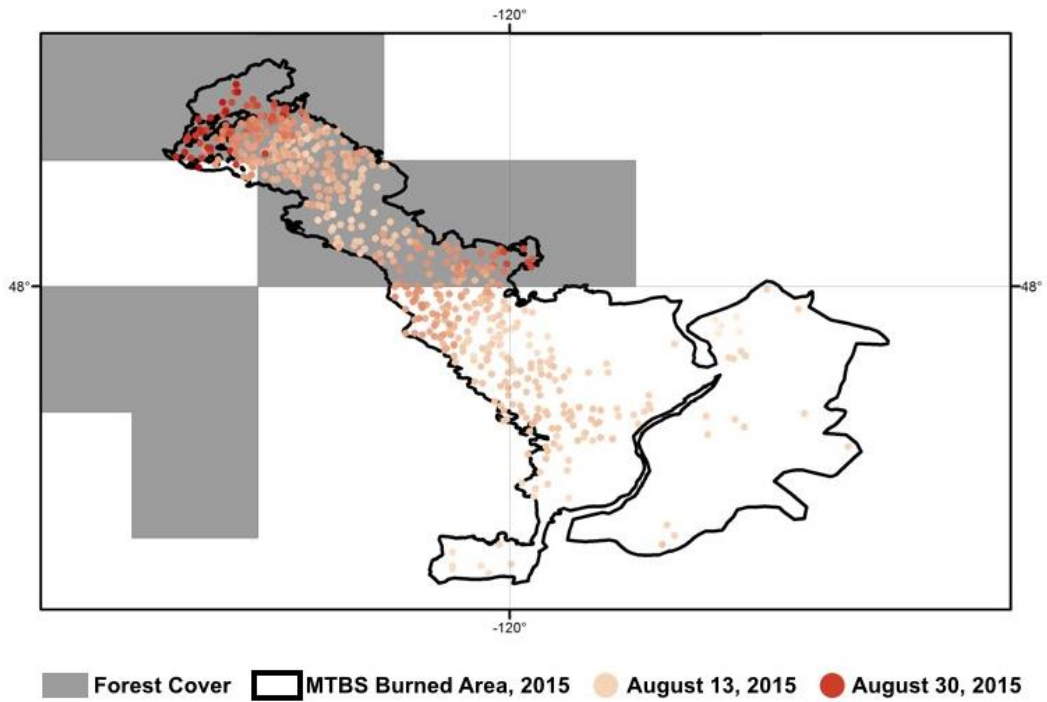 -120°
48°
48°
-120°
Forest Cover
MTBS Burned Area, 2015
August 13, 2015
August 30, 2015